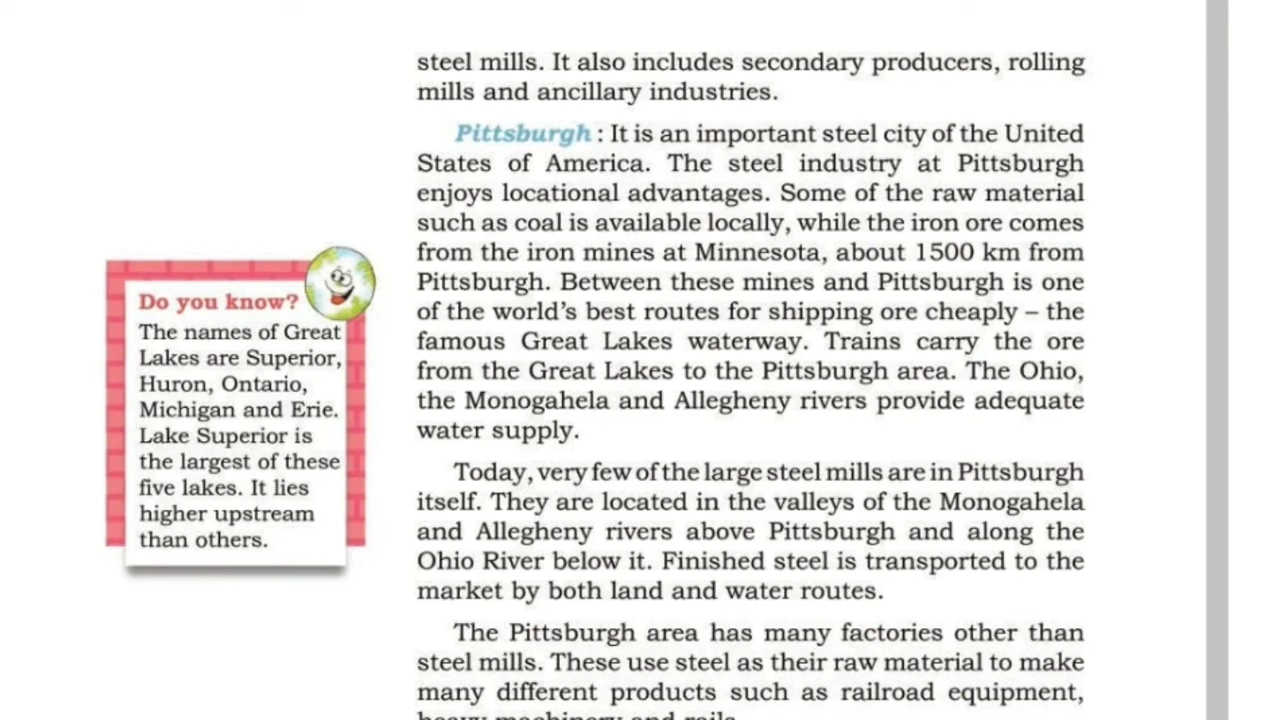 steel mills. It also includes secondary producers, rolling
mills and ancillary industries.
Pittsburgh : It is an important steel city of the United
States of America. The steel industry at Pittsburgh
enjoys locational advantages. Some of the raw material
such as coal is available locally, while the iron ore comes
from the iron mines at Minnesota, about 1500 km from
Pittsburgh. Between these mines and Pittsburgh is one
of the world's best routes for shipping ore cheaply – the
famous Great Lakes waterway. Trains carry the ore
from the Great Lakes to the Pittsburgh area. The Ohio,
the Monogahela and Allegheny rivers provide adequate
water supply.
Today, very few of the large steel mills are in Pittsburgh
itself. They are located in the valleys of the Monogahela
and Allegheny rivers above Pittsburgh and along the
Ohio River below it. Finished steel is transported to the
market by both land and water routes.
The Pittsburgh area has many factories other than
steel mills. These use steel as their raw material to make
many different products such as railroad equipment,
heavy machinery and rails.
Do you know?
The names of Great
Lakes are Superior,
Huron, Ontario,
Michigan and Erie.
Lake Superior is
the largest of these
five lakes. It lies
higher upstream
than others.